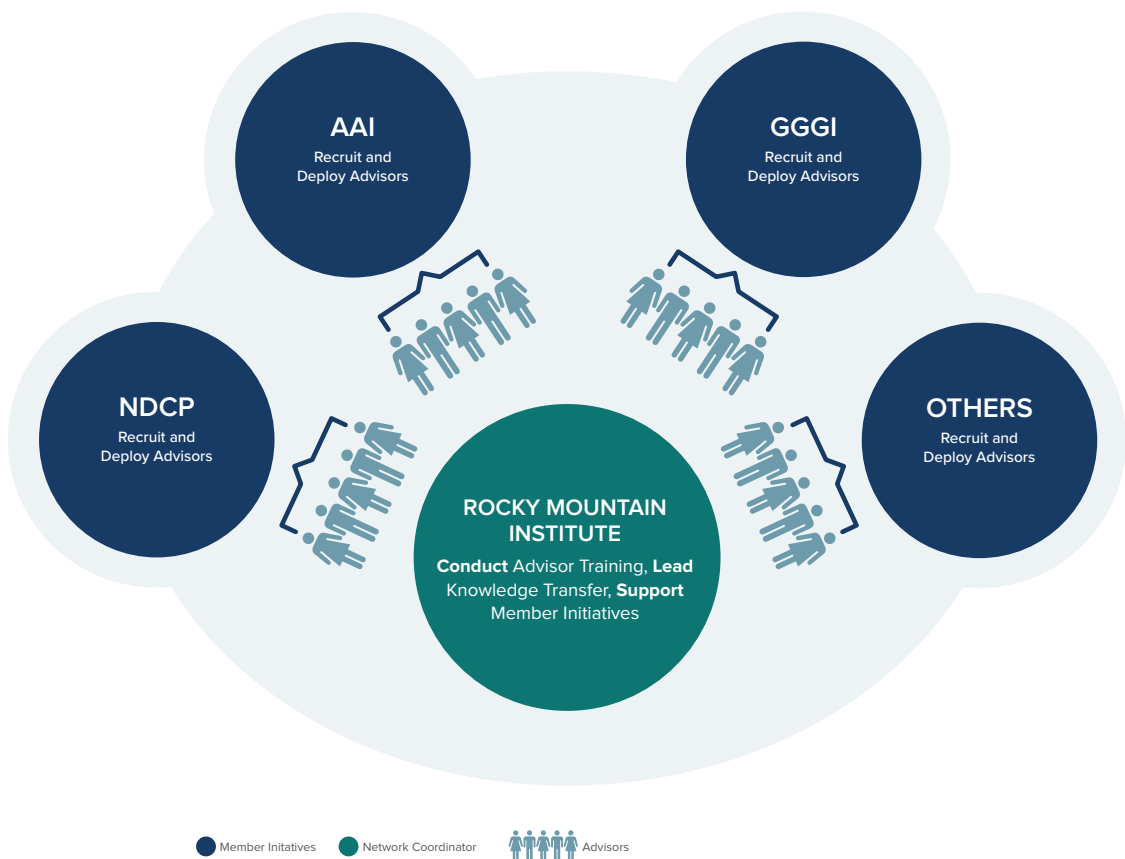 AAI
Recruit and
Deploy Advisors
GGGI
Recruit and
Deploy Advisors
NDCP
Recruit and
Deploy Advisors
OTHERS
Recruit and
Deploy Advisors
ROCKY MOUNTAIN
INSTITUTE
Conduct Advisor Training, Lead
Knowledge Transfer, Support
Member Initiatives
Member Initatives
Network Coordinator
Advisors